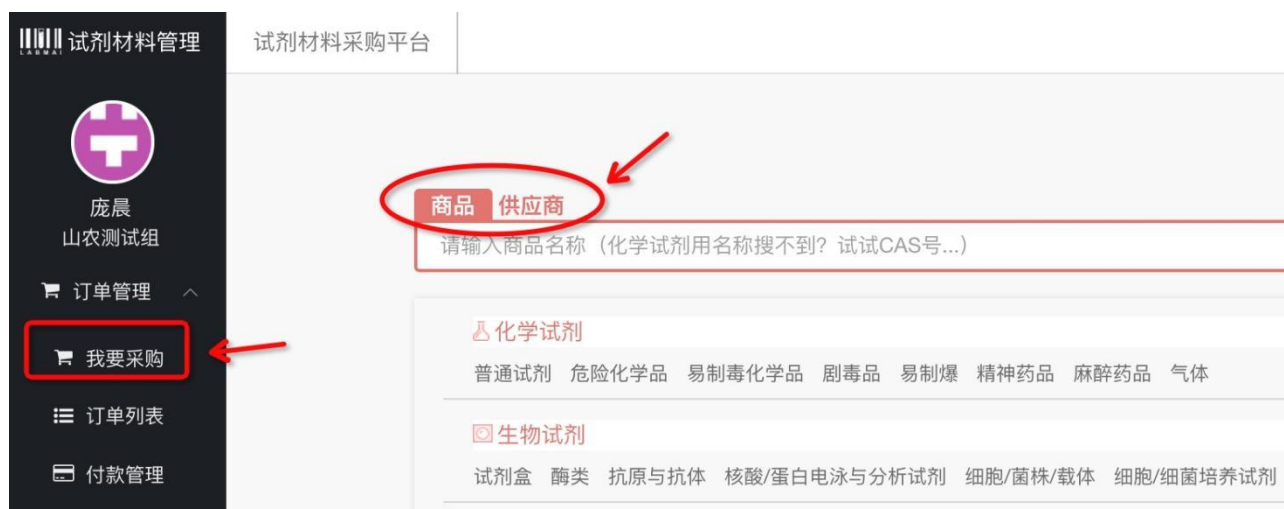 试剂材料管理
LABMAI
试剂材料采购平台
庞晨
山农测试组
订单管理
我要采购
订单列表
付款管理
商品 供应商
请输入商品名称（化学试剂用名称搜不到？试试CAS号...）
化学试剂
普通试剂 危险化学品 易制毒化学品 剧毒品 易制爆 精神药品 麻醉药品 气体
生物试剂
试剂盒 酶类 抗原与抗体 核酸/蛋白电泳与分析试剂 细胞/菌株/载体 细胞/细菌培养试剂